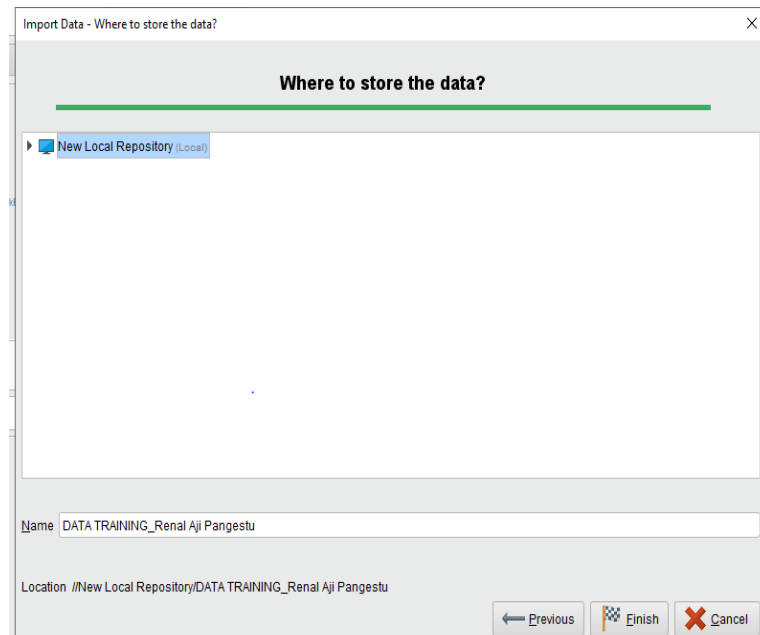 Import Data - Where to store the data?
Where to store the data?
New Local Repository (Local)
Name DATA TRAINING_Renal Aji Pangestu
Location //New Local Repository/DATA TRAINING_Renal Aji Pangestu
Previous Finish Cancel